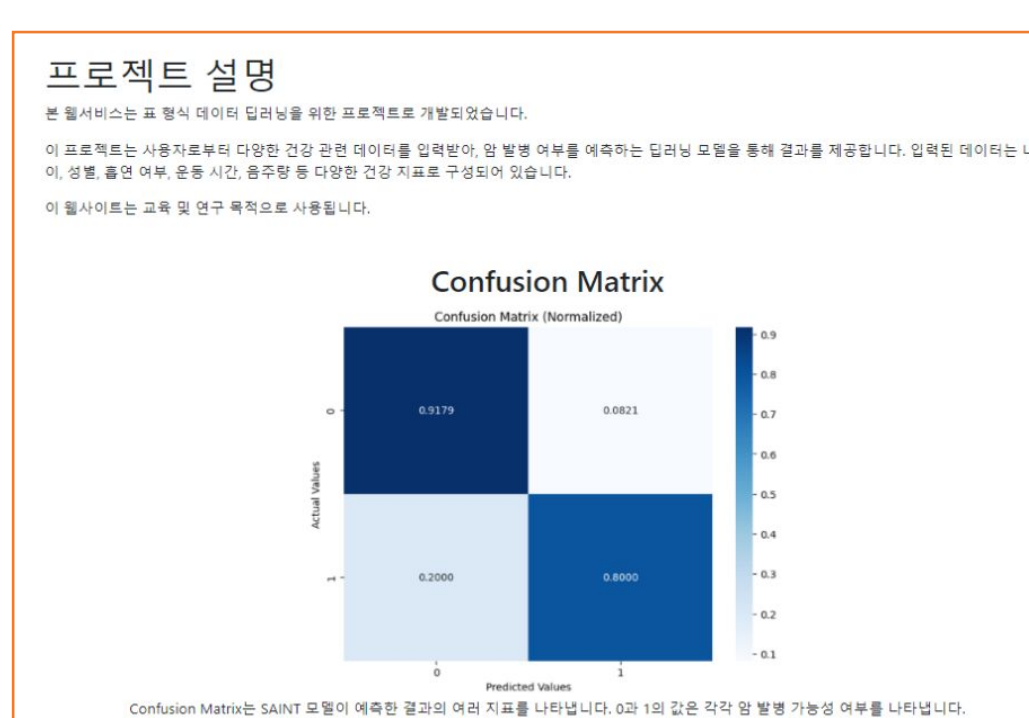 프로젝트 설명
본 웹서비스는 표 형식 데이터 딥러닝을 위한 프로젝트로 개발되었습니다.
이 프로젝트는 사용자로부터 다양한 건강 관련 데이터를 입력받아, 암 발병 여부를 예측하는 딥러닝 모델을 통해 결과를 제공합니다. 입력된 데이터는
이, 성별, 흡연 여부, 운동 시간, 음주량 등 다양한 건강 지표로 구성되어 있습니다.
이 웹사이트는 교육 및 연구 목적으로 사용됩니다.
Confusion Matrix
Confusion Matrix (Normalized)
0.9
0.8
0.7
0.6
0.5
0.4
0.3
0.2
0.1
Actual Values
0
0.9179
0.0821
1
0.2000
0.8000
0
1
Predicted Values
Confusion Matrix는 SAINT 모델이 예측한 결과의 여러 지표를 나타냅니다. 0과 1의 값은 각각 암 발병 가능성 여부를 나타냅니다.